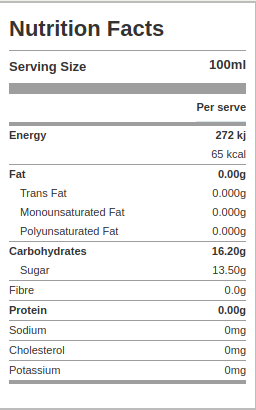 Nutrition Facts
Serving Size 100ml
Per serve
Energy 272 kj
65 kcal
Fat 0.00g
Trans Fat 0.000g
Monounsaturated Fat 0.000g
Polyunsaturated Fat 0.000g
Carbohydrates 16.20g
Sugar 13.50g
Fibre 0.0g
Protein 0.00g
Sodium 0mg
Cholesterol 0mg
Potassium 0mg